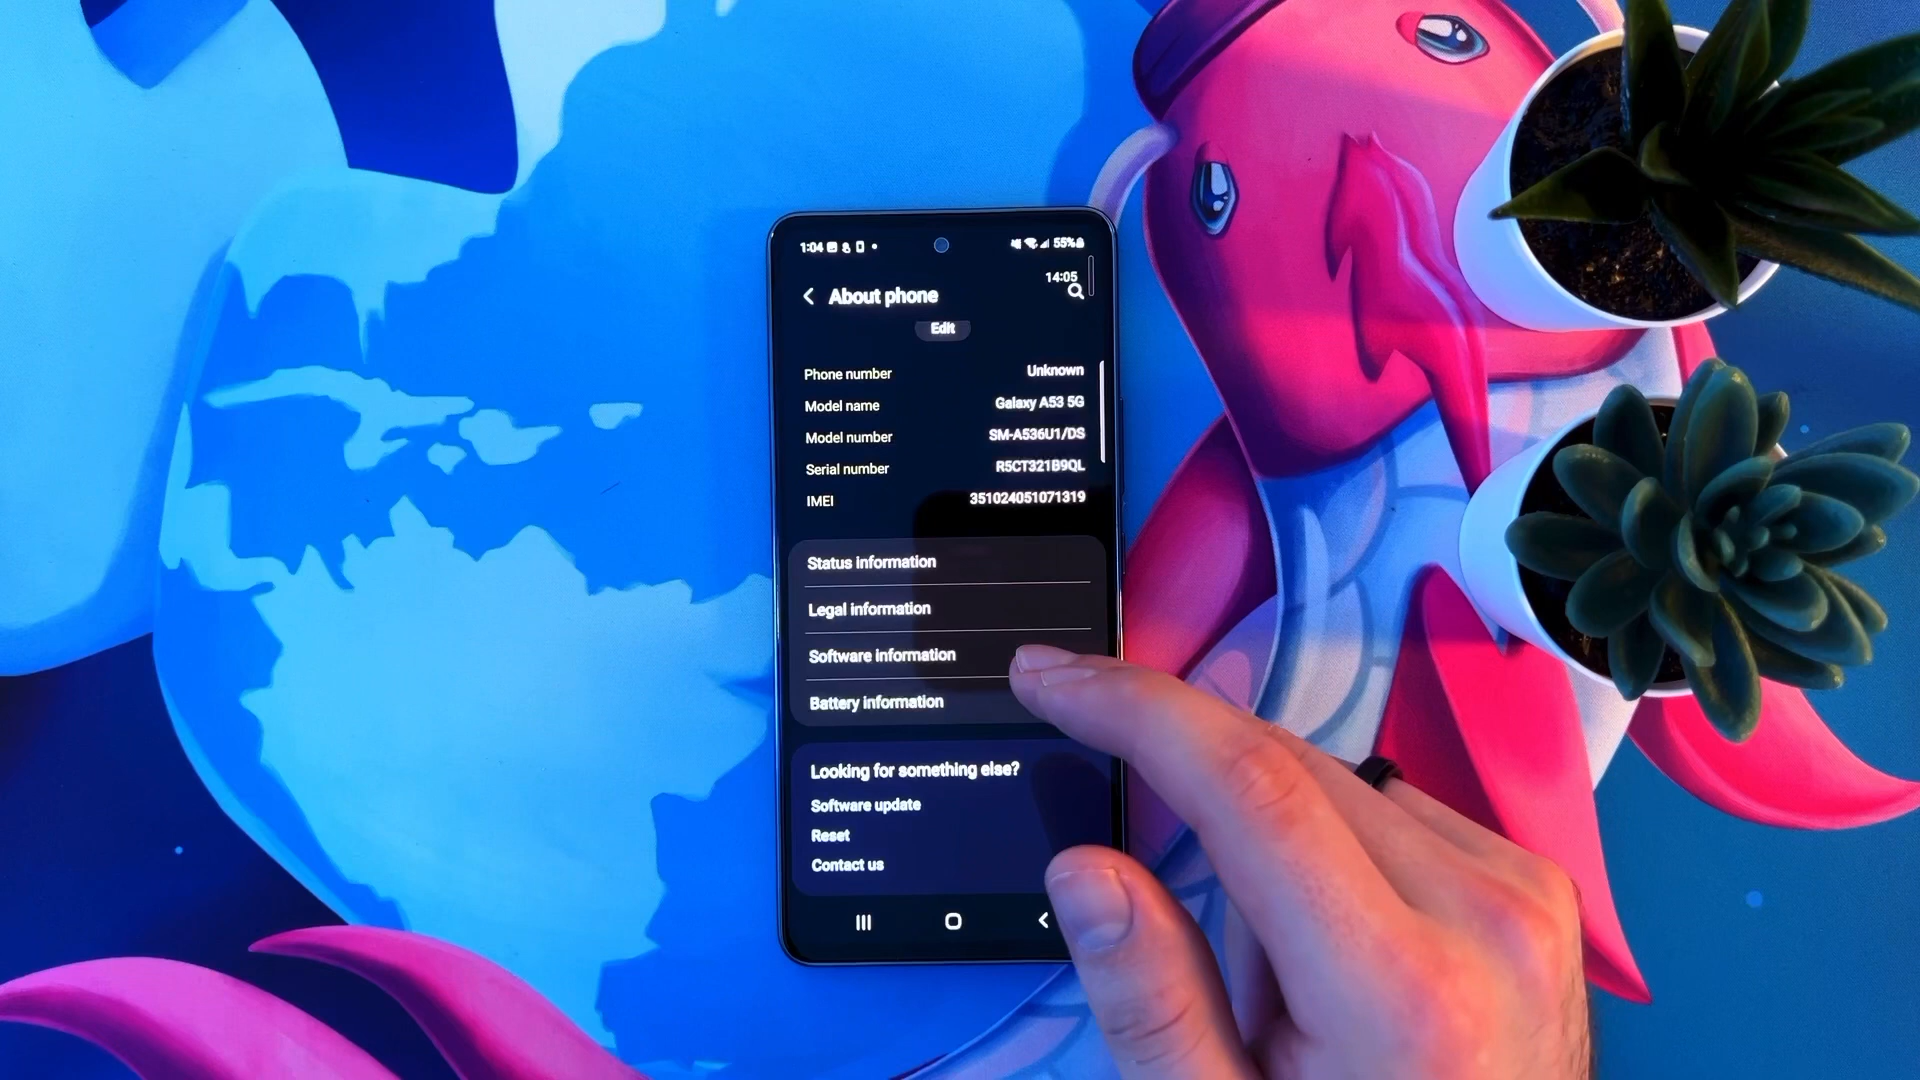 1:04 55%
14:05
About phone
Edit
Phone number Unknown
Model name Galaxy A53 5G
Model number SM-A536U1/DS
Serial number R5CT321B9QL
IMEI 351024051071319
Status information
Legal information
Software information
Battery information
Looking for something else?
Software update
Reset
Contact us